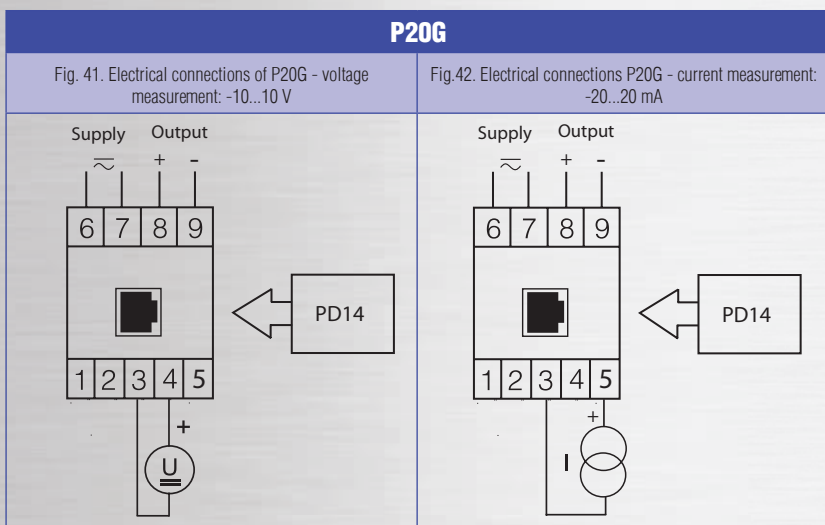 P20G
Fig. 41. Electrical connections of P20G - voltage
measurement: -10...10 V
Fig.42. Electrical connections P20G - current measurement:
-20...20 mA
Supply Output
+ -
6 7 8 9
PD14
1 2 3 4 5
+
U
Supply Output
+ -
6 7 8 9
PD14
1 2 3 4 5
+
I